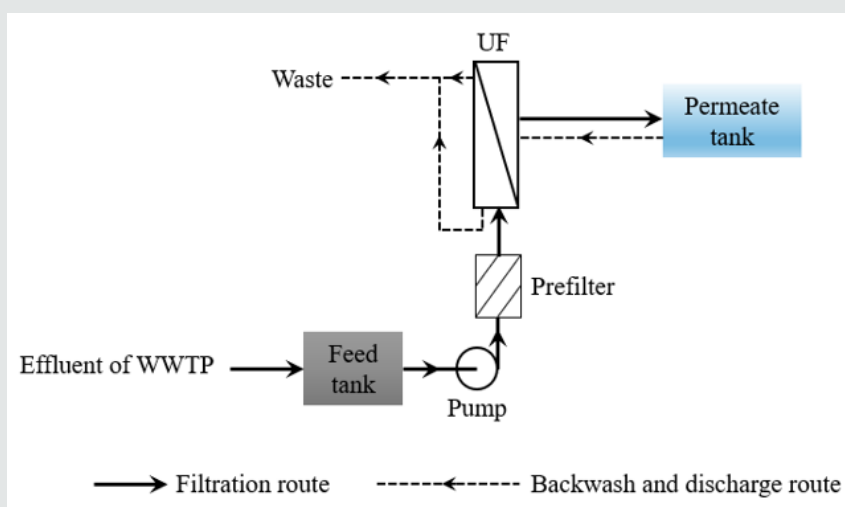 UF
Waste
Permeate
tank
Prefilter
Effluent of WWTP
Feed
tank
Pump
Filtration route
Backwash and discharge route